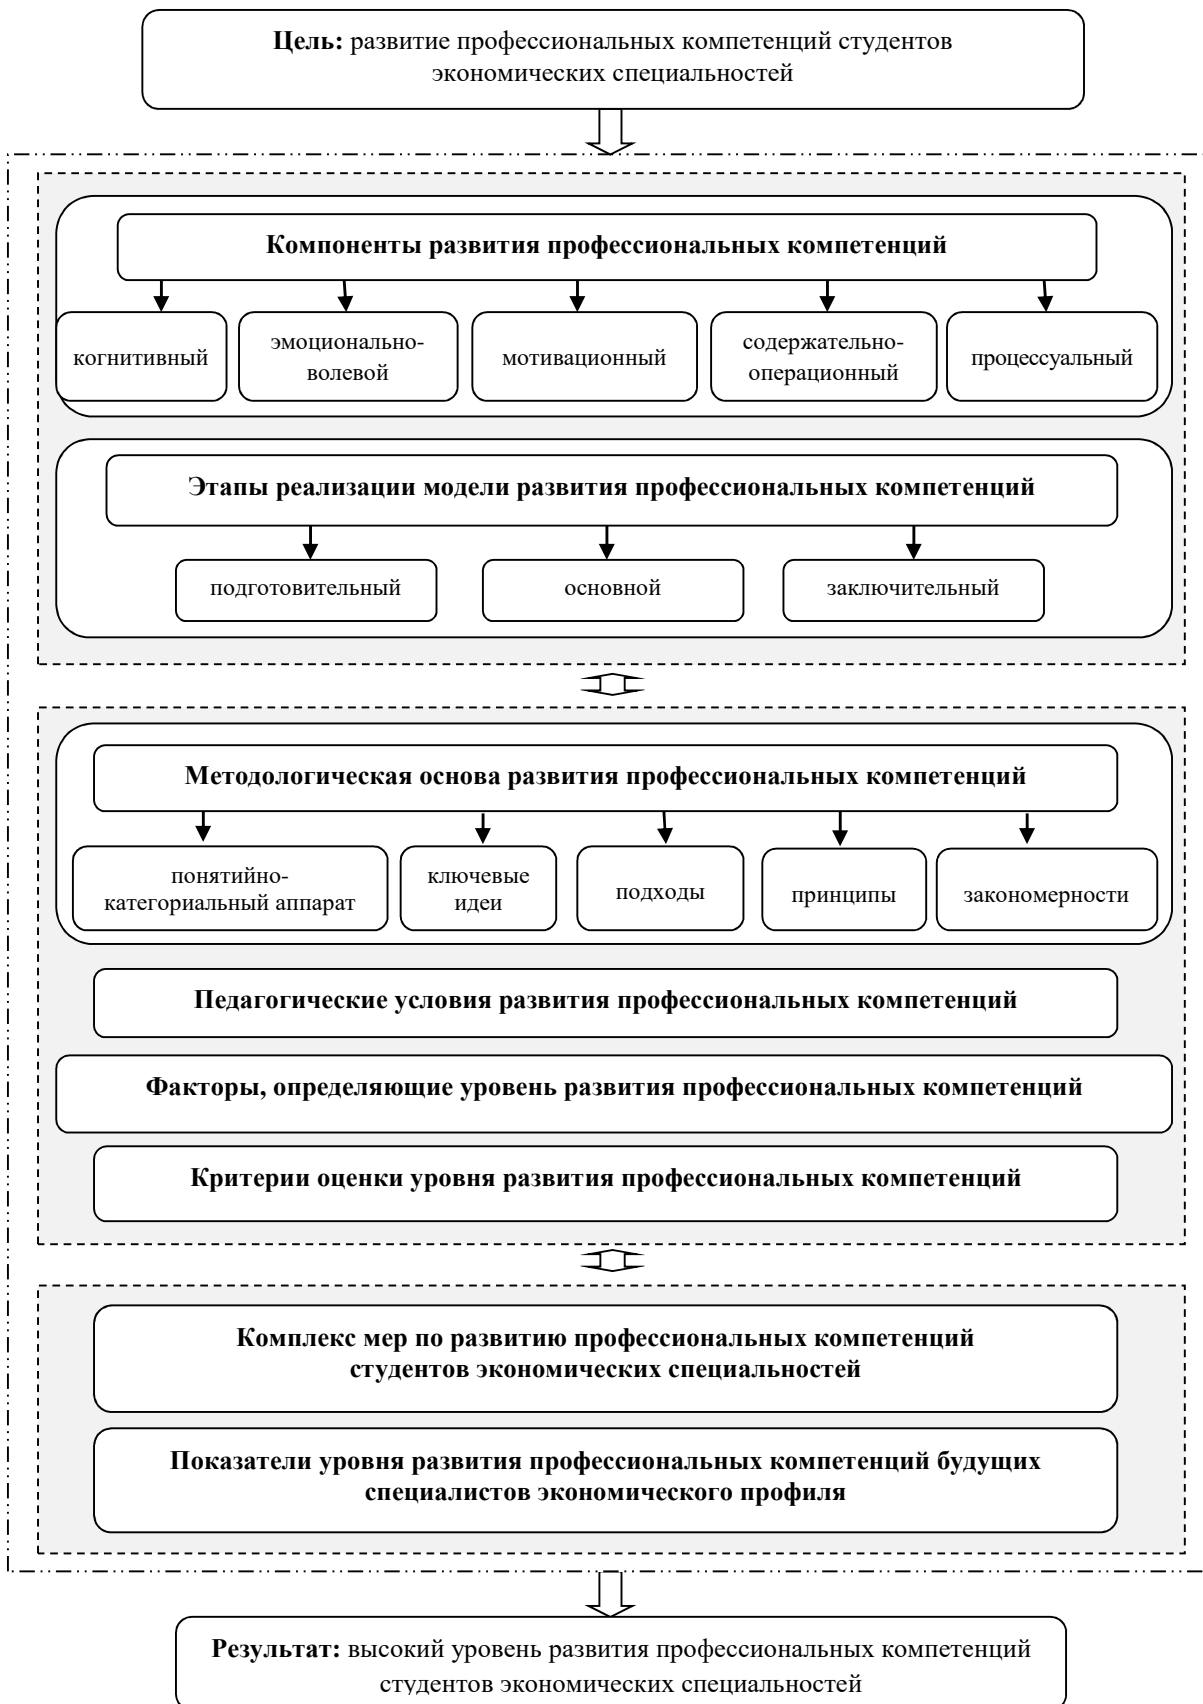 Цель: развитие профессиональных компетенций студентов
экономических специальностей
Компоненты развития профессиональных компетенций
когнитивный
эмоционально-
волевой
мотивационный
содержательно-
операционный
процессуальный
Этапы реализации модели развития профессиональных компетенций
подготовительный
основной
заключительный
Методологическая основа развития профессиональных компетенций
понятийно-
категориальный аппарат
ключевые
идеи
подходы
принципы
закономерности
Педагогические условия развития профессиональных компетенций
Факторы, определяющие уровень развития профессиональных компетенций
Критерии оценки уровня развития профессиональных компетенций
Комплекс мер по развитию профессиональных компетенций
студентов экономических специальностей
Показатели уровня развития профессиональных компетенций будущих
специалистов экономического профиля
Результат: высокий уровень развития профессиональных компетенций
студентов экономических специальностей